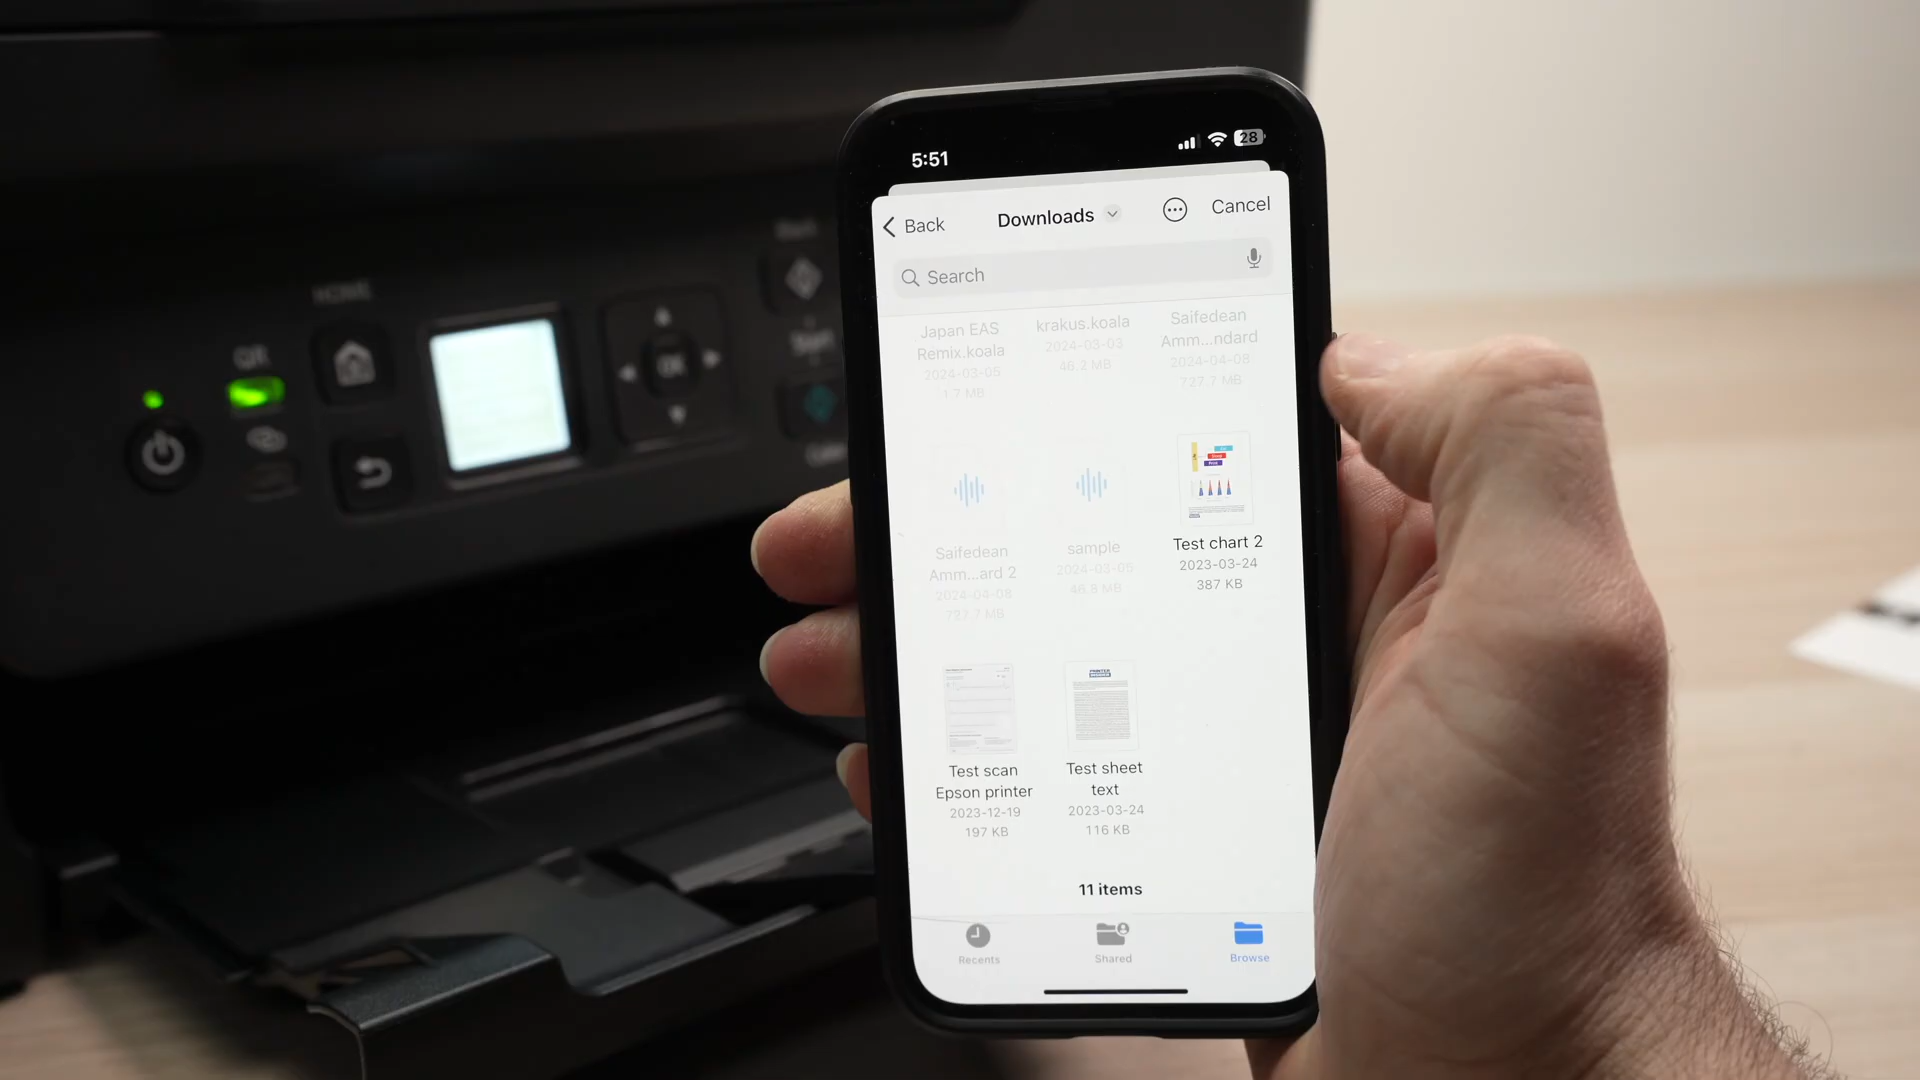 5:51
28
Back
Downloads
Cancel
Search
Japan EAS
Remix.koala
2024-03-05
1.7 MB
krakus.koala
2024-03-03
46.2 MB
Saifedean
Amm...ndard
2024-04-08
727.7 MB
Saifedean
Amm...ard 2
2024-04-08
727.7 MB
sample
2024-03-05
46.8 MB
Test chart 2
2023-03-24
387 KB
Test scan
Epson printer
2023-12-19
197 KB
Test sheet
text
2023-03-24
116 KB
11 items
Recents
Shared
Browse
HOME
OK
Start